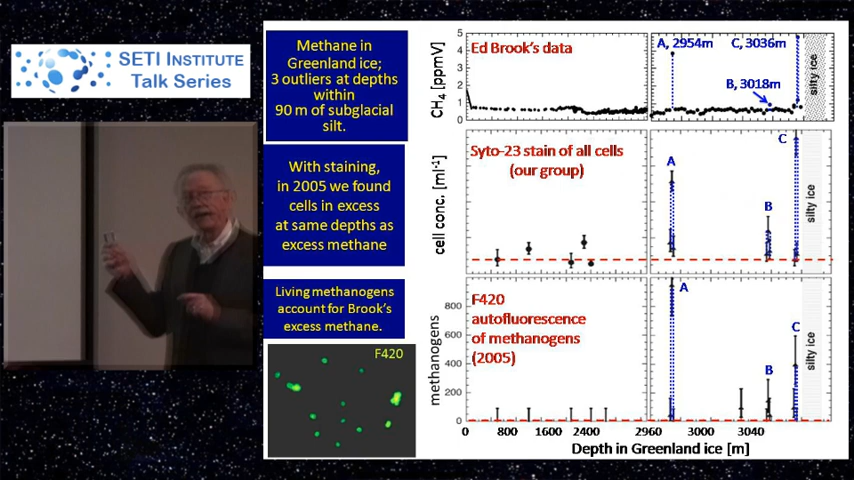 SETI INSTITUTE
Talk Series
Methane in
Greenland ice;
3 outliers at depths
within
90 m of subglacial
silt.
With staining,
in 2005 we found
cells in excess
at same depths as
excess methane
Living methanogens
account for Brook's
excess methane.
F420
Ed Brook's data
A, 2954m
C, 3036m
B, 3018m
CH4 [ppmV]
5
4
3
2
1
0
silty ice
Syto-23 stain of all cells
(our group)
A
B
C
cell conc. [ml-1]
silty ice
F420
autofluorescence
of methanogens
(2005)
A
B
C
methanogens
800
600
400
200
0
silty ice
0 800 1600 2400 2960 3000 3040
Depth in Greenland ice [m]